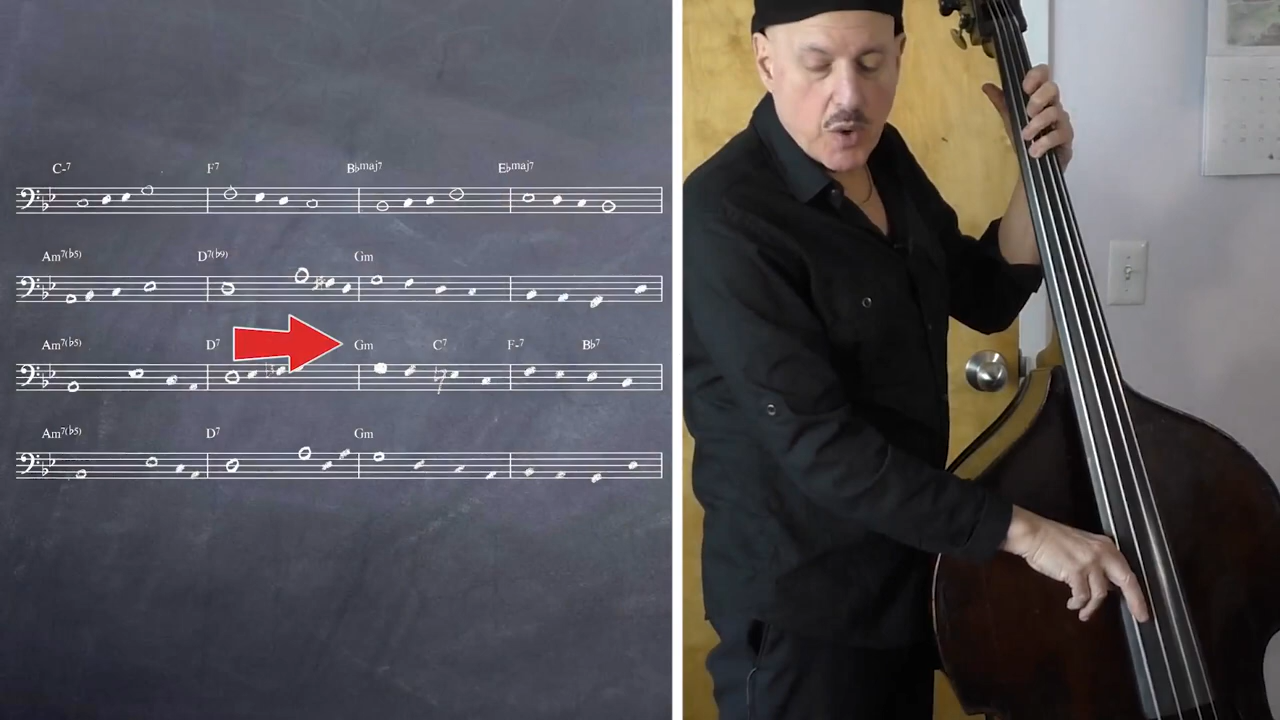 C-7 F7 B♭maj7 E♭maj7
Am7(♭5) D7(♭9) Gm
Am7(♭5) D7 Gm C7 F-7 B♭7
Am7(♭5) D7 Gm